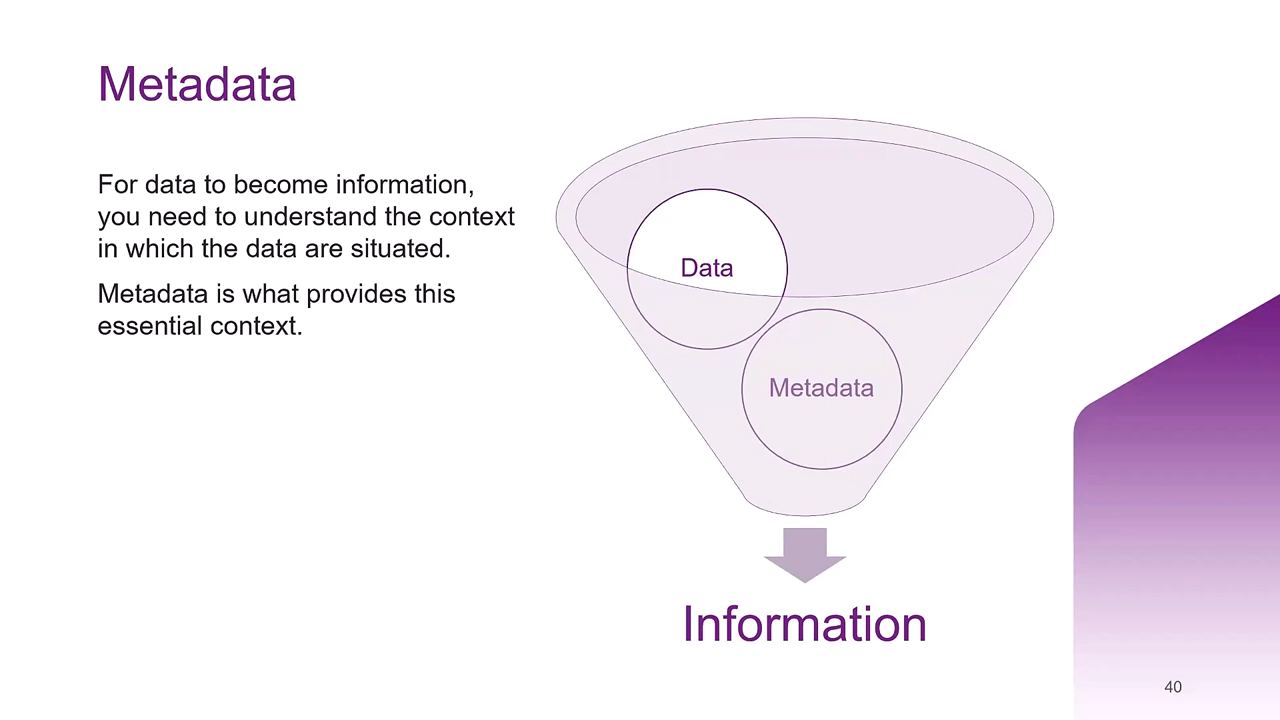 Metadata
For data to become information,
you need to understand the context
in which the data are situated.
Metadata is what provides this
essential context.
Data
Metadata
Information
40